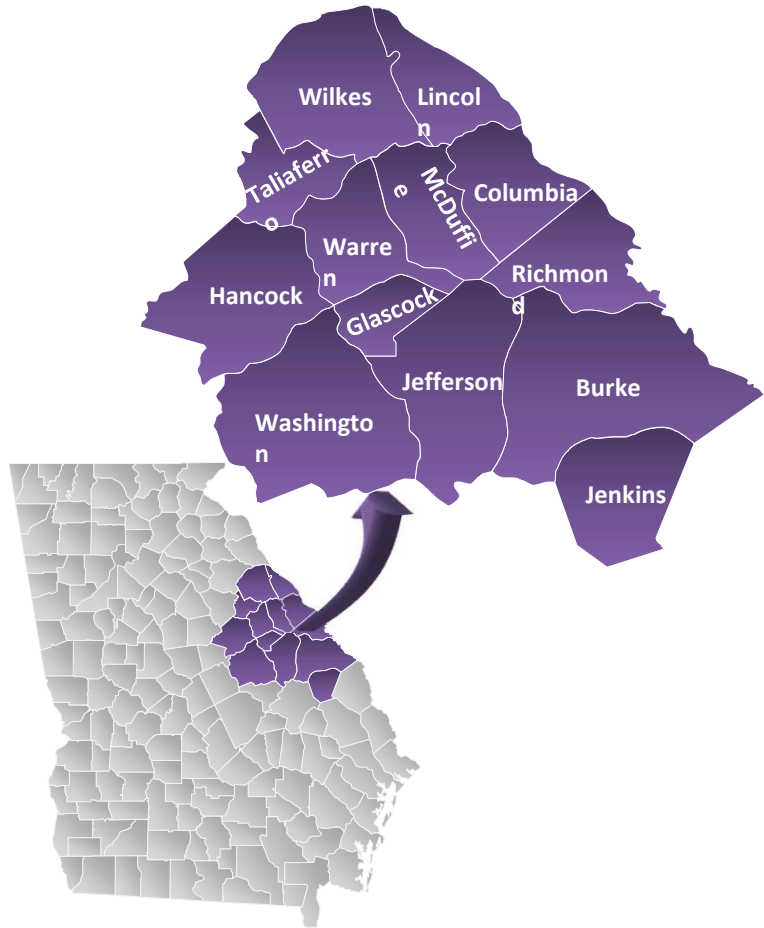 Wilkes
Lincol
n
Taliaferr
o
McDuffi
e
Columbia
Warre
n
Richmon
d
Hancock
Glascock
Jefferson
Burke
Washingto
n
Jenkins